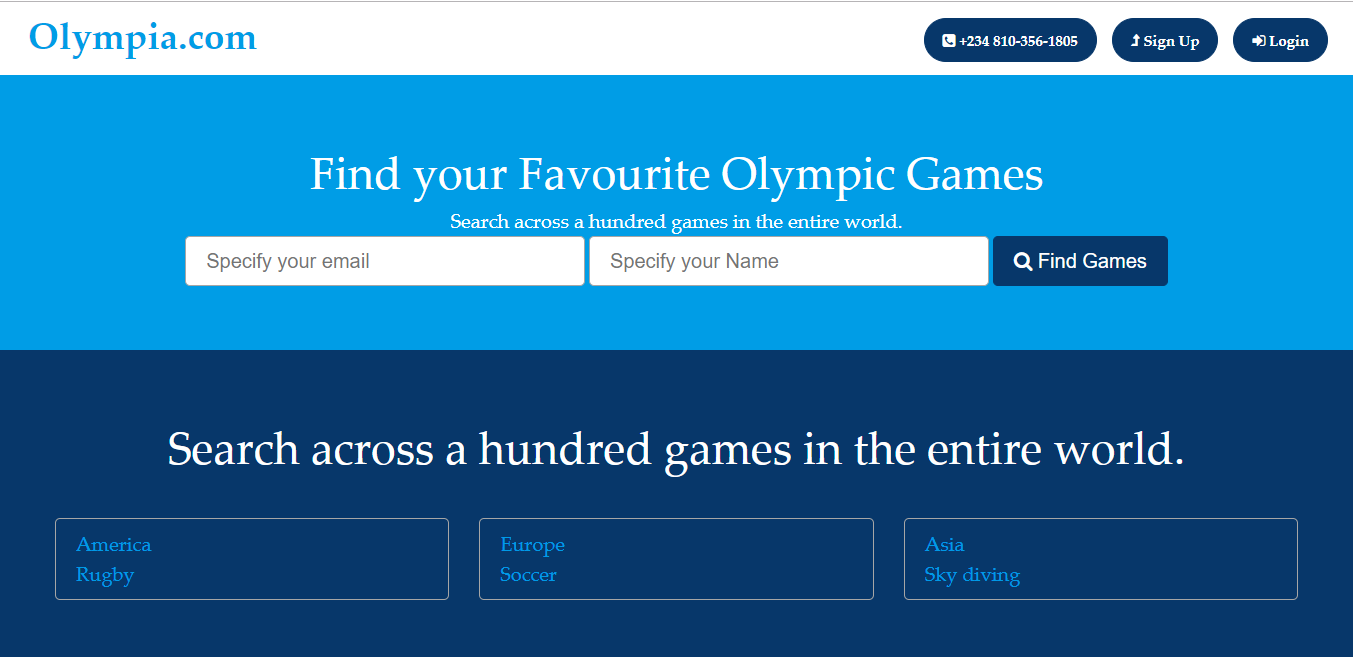 Olympia.com
+234 810-356-1805
Sign Up
Login
Find your Favourite Olympic Games
Search across a hundred games in the entire world.
Specify your email
Specify your Name
Find Games
Search across a hundred games in the entire world.
America
Rugby
Europe
Soccer
Asia
Sky diving